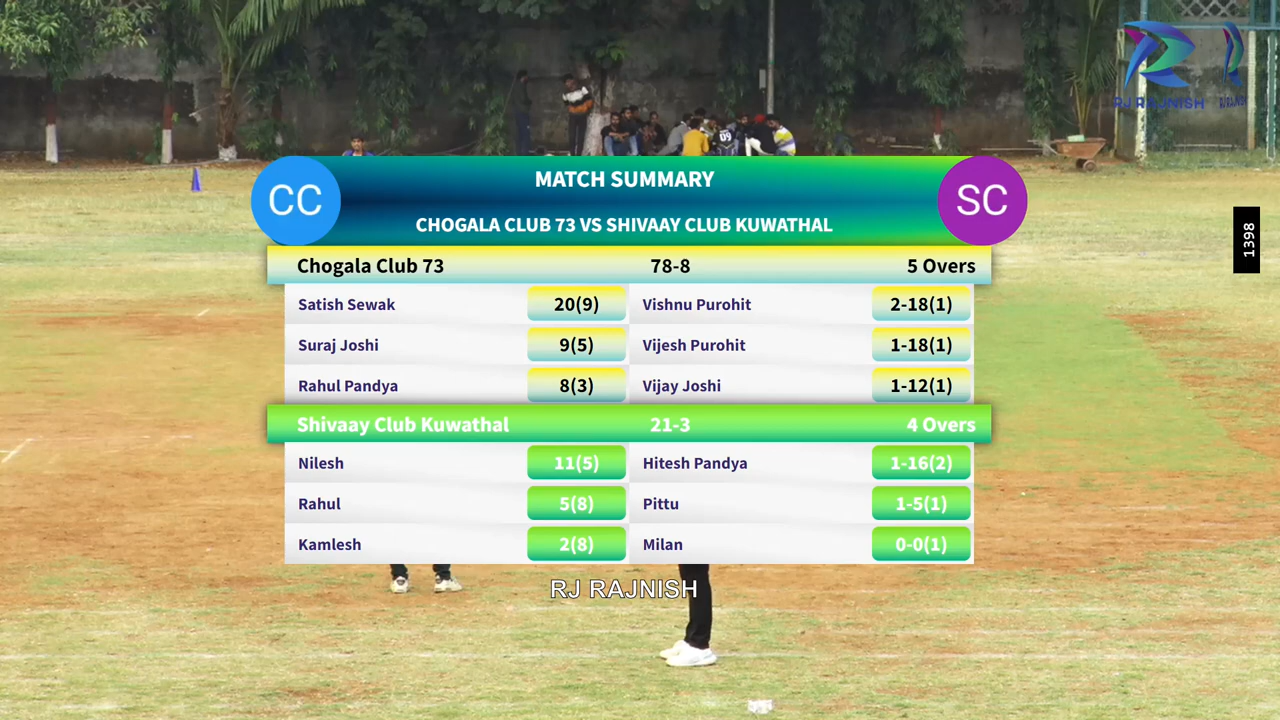 RJ RAJNISH
CC
MATCH SUMMARY
SC
CHOGALA CLUB 73 VS SHIVAAY CLUB KUWATHAL
1398
Chogala Club 73 78-8 5 Overs
Satish Sewak 20(9) Vishnu Purohit 2-18(1)
Suraj Joshi 9(5) Vijesh Purohit 1-18(1)
Rahul Pandya 8(3) Vijay Joshi 1-12(1)
Shivaay Club Kuwathal 21-3 4 Overs
Nilesh 11(5) Hitesh Pandya 1-16(2)
Rahul 5(8) Pittu 1-5(1)
Kamlesh 2(8) Milan 0-0(1)
RJ RAJNISH